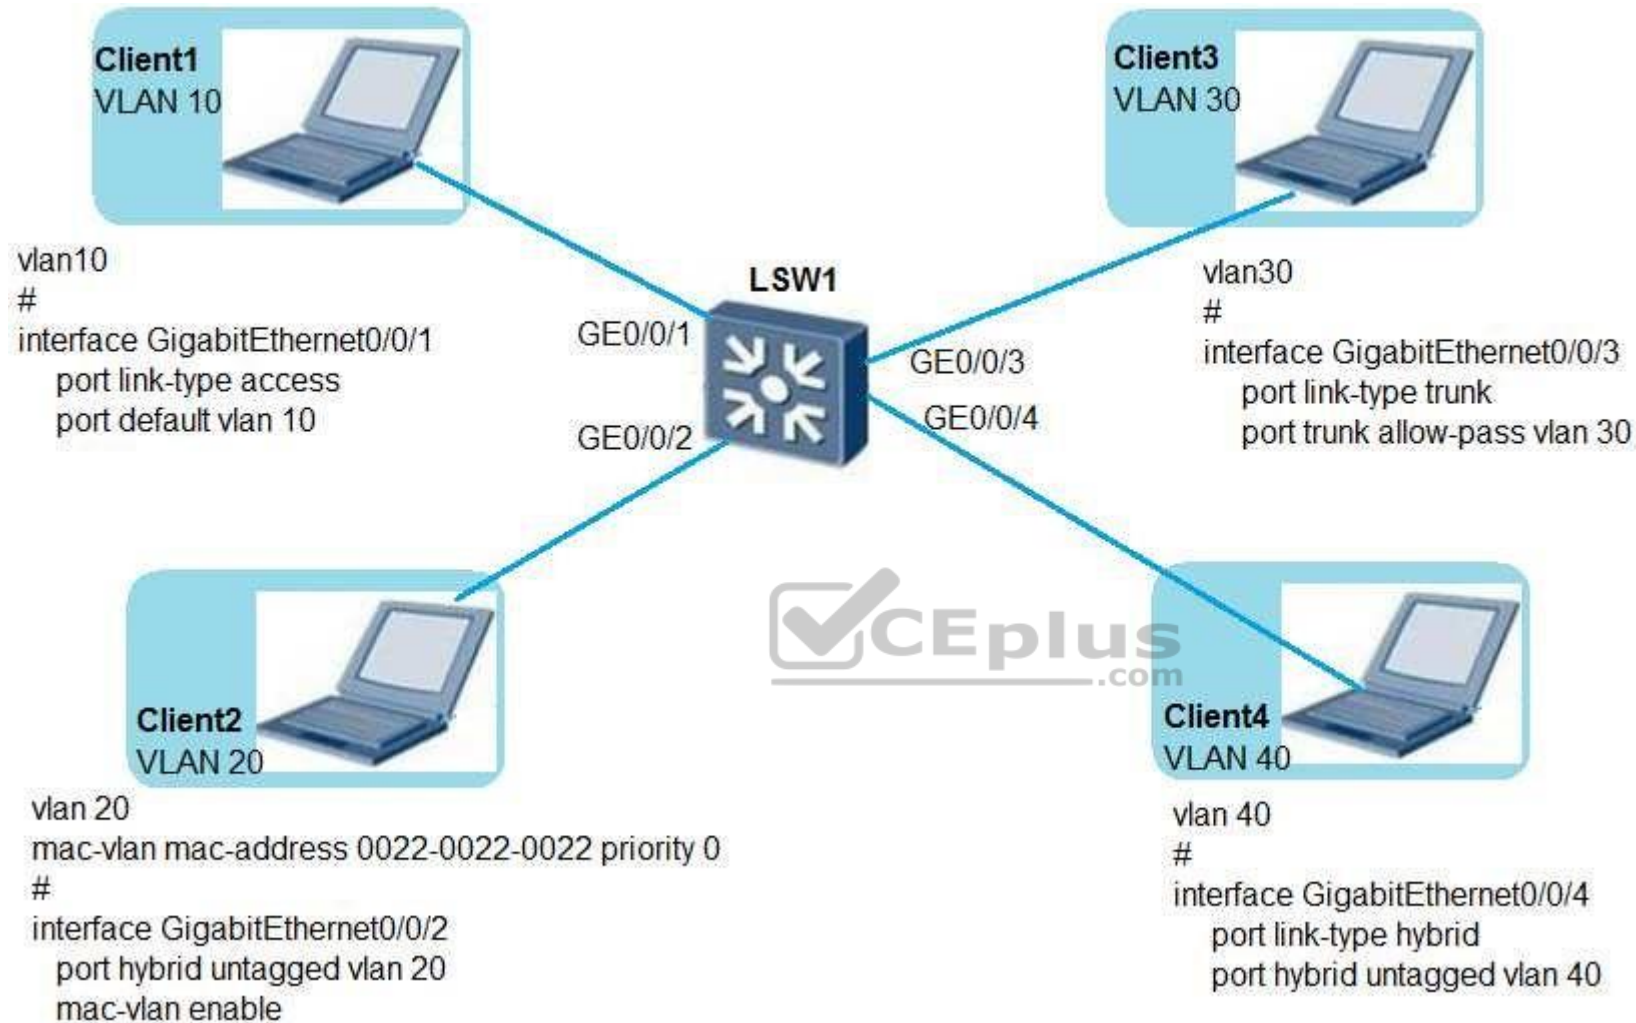 Client1
VLAN 10
vlan10
#
interface GigabitEthernet0/0/1
port link-type access
port default vlan 10
Client3
VLAN 30
vlan30
#
interface GigabitEthernet0/0/3
port link-type trunk
port trunk allow-pass vlan 30
LSW1
GE0/0/1
GE0/0/3
GE0/0/2
GE0/0/4
CEplus
.com
Client2
VLAN 20
vlan 20
mac-vlan mac-address 0022-0022-0022 priority 0
#
interface GigabitEthernet0/0/2
port hybrid untagged vlan 20
mac-vlan enable
Client4
VLAN 40
vlan 40
#
interface GigabitEthernet0/0/4
port link-type hybrid
port hybrid untagged vlan 40